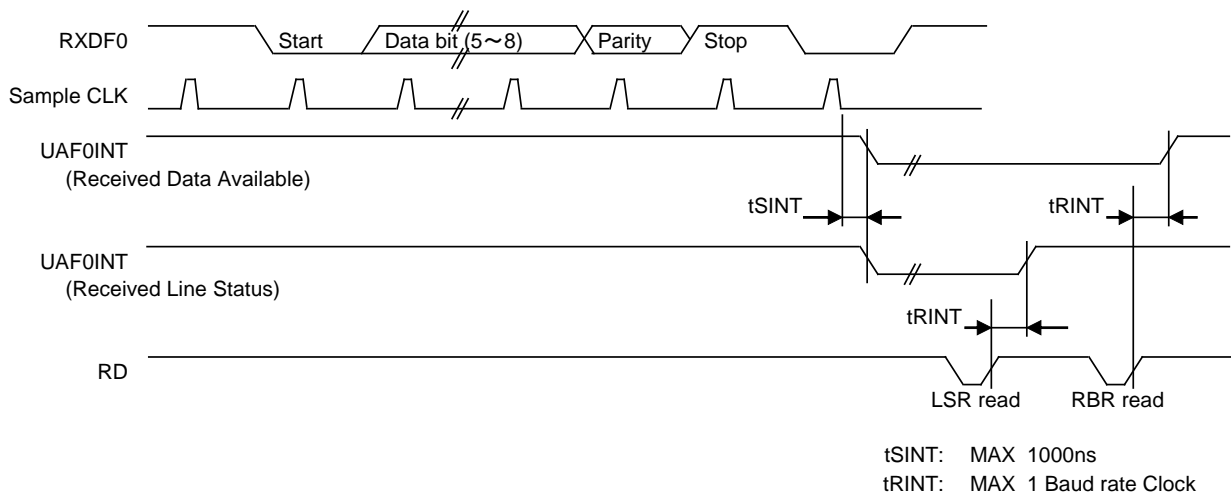 RXDF0
Start
Data bit (5～8)
Parity
Stop
Sample CLK
UAF0INT
(Received Data Available)
tSINT
tRINT
UAF0INT
(Received Line Status)
tRINT
RD
LSR read
RBR read
tSINT: MAX 1000ns
tRINT: MAX 1 Baud rate Clock